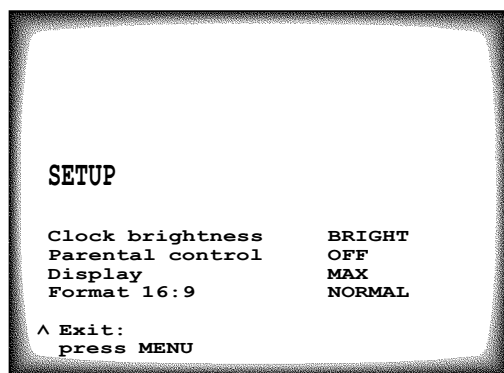 SETUP
Clock brightness BRIGHT
Parental control OFF
Display MAX
Format 16:9 NORMAL
^ Exit:
press MENU